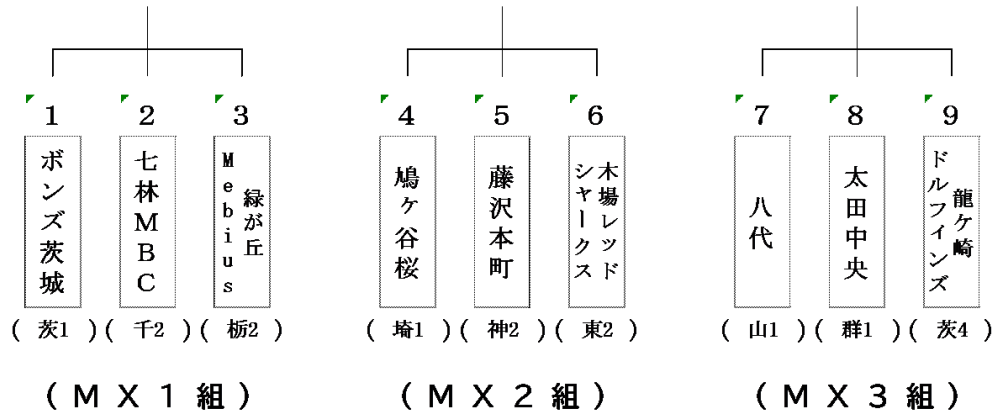 1
2
3
4
5
6
7
8
9
ボンズ茨城
七林MBC
緑が丘
Mebius
鳩ヶ谷桜
藤沢本町
木場レッド
シャークス
八代
太田中央
龍ケ崎
ドルフィンズ
(茨1)
(千2)
(栃2)
(埼1)
(神2)
(東2)
(山1)
(群1)
(茨4)
(MX1組)
(MX2組)
(MX3組)